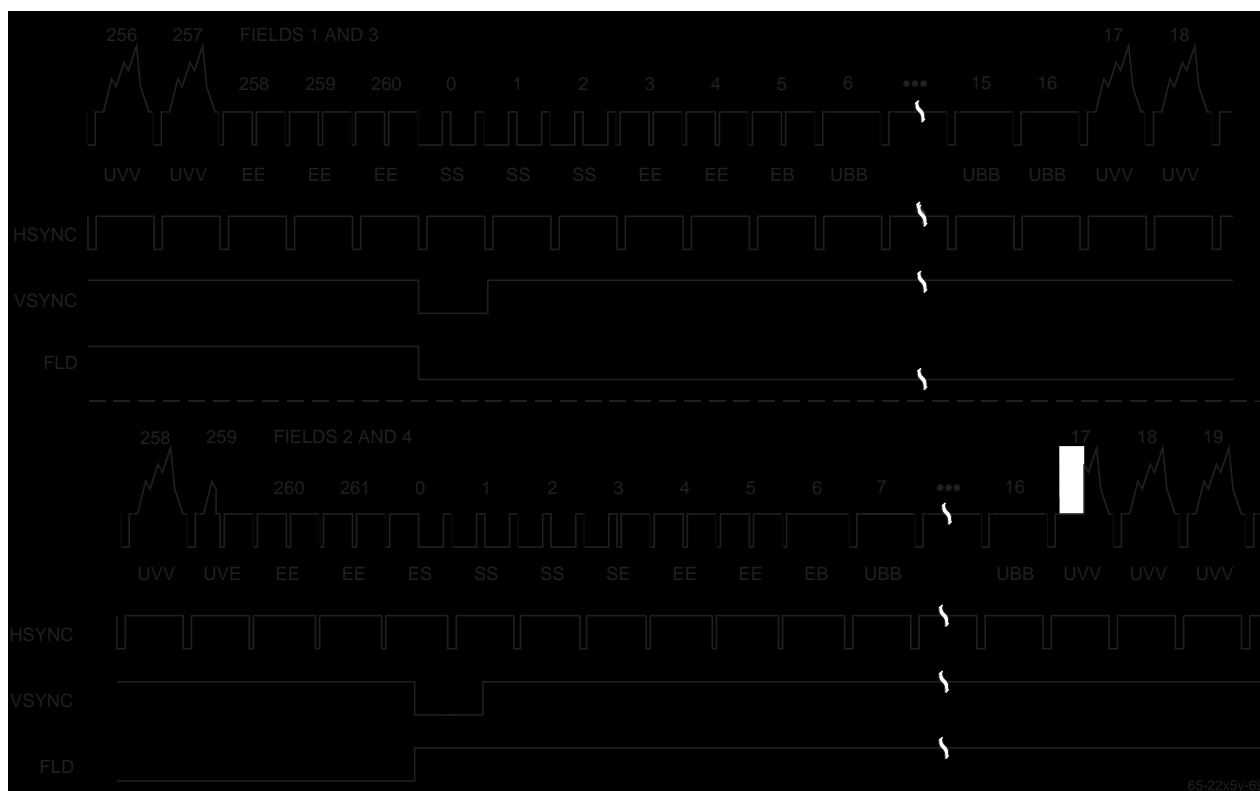 256 257 FIELDS 1 AND 3 17 18
258 259 260 0 1 2 3 4 5 6 ••• 15 16
UVV UVV EE EE EE SS SS SS EE EE EB UBB UBB UBB UVV UVV
HSYNC
VSYNC
FLD
258 259 FIELDS 2 AND 4 17 18 19
260 261 0 1 2 3 4 5 6 7 ••• 16
UVV UVE EE EE ES SS SS SE EE EE EB UBB UBB UVV UVV UVV
HSYNC
VSYNC
FLD